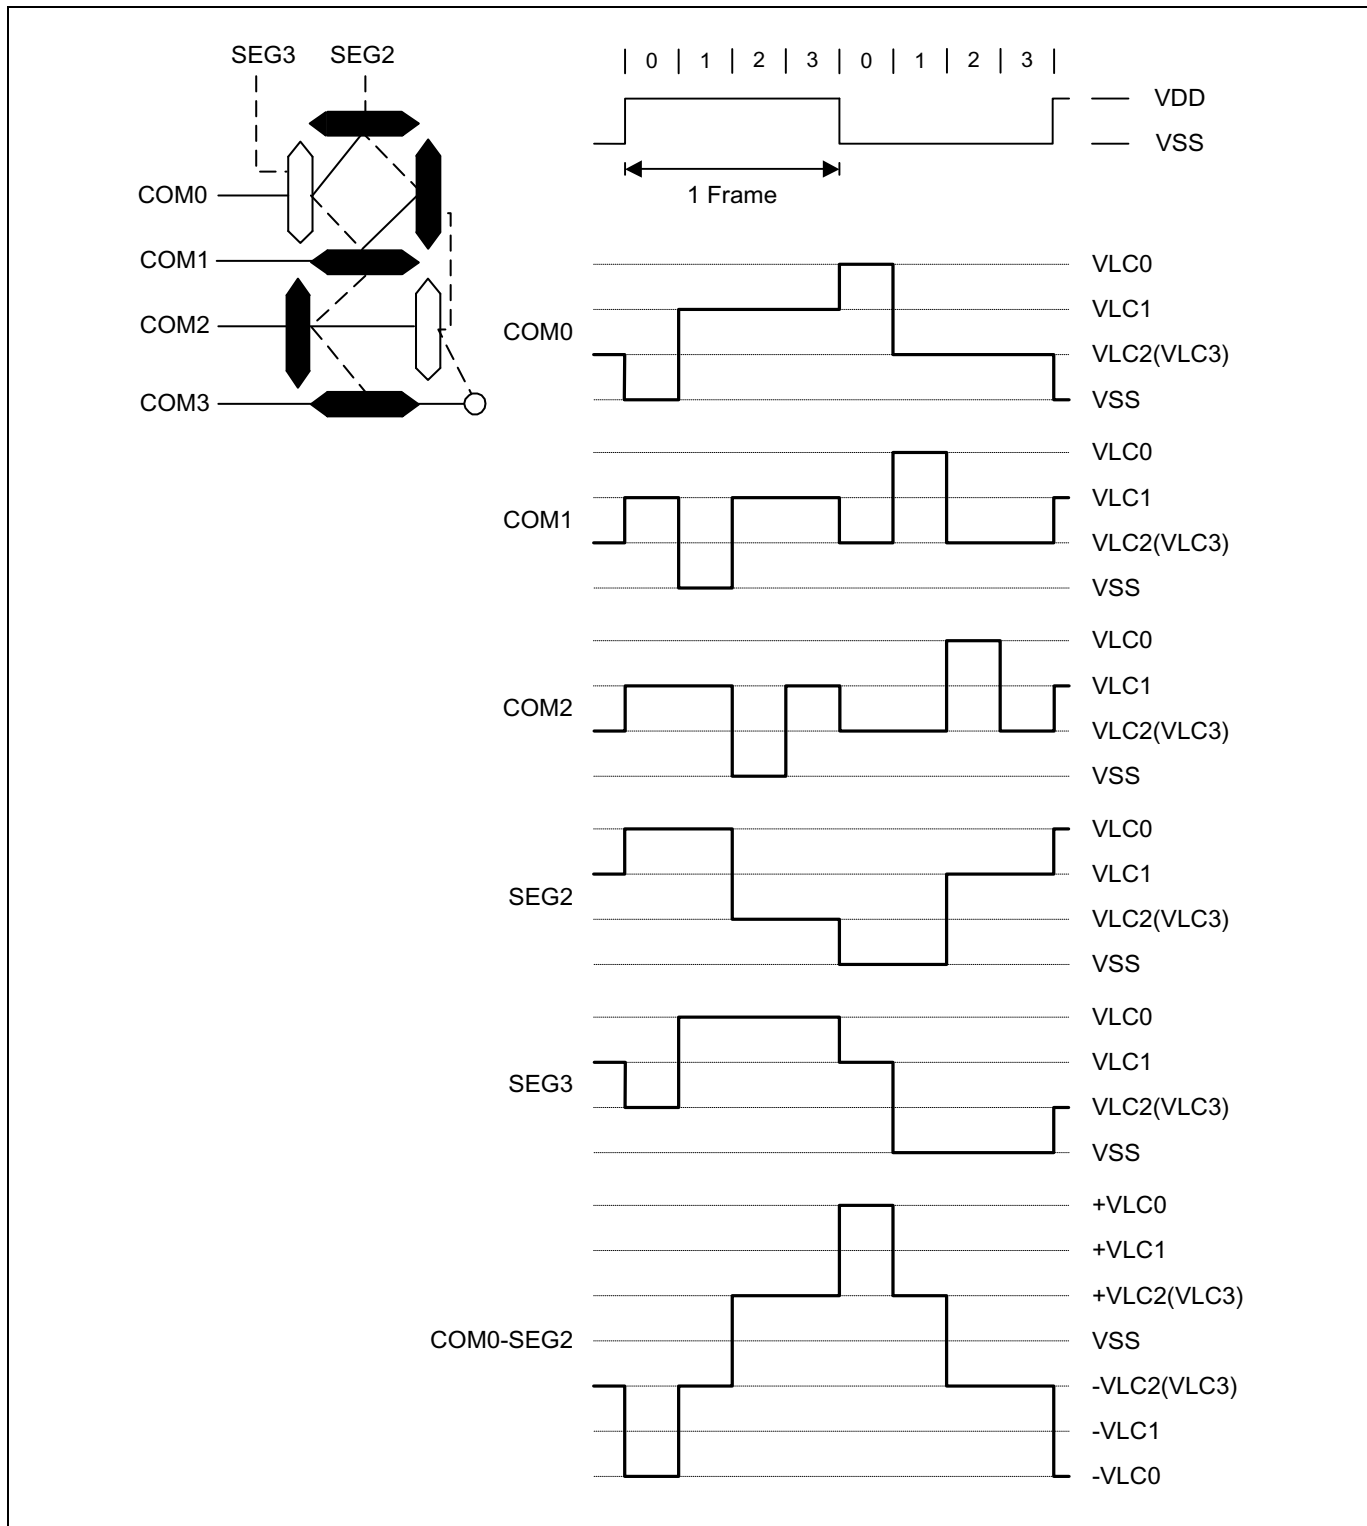 SEG3 SEG2
0 1 2 3 0 1 2 3
VDD
VSS
1 Frame
COM0
COM1
COM2
COM3
COM0
VLC0
VLC1
VLC2(VLC3)
VSS
COM1
VLC0
VLC1
VLC2(VLC3)
VSS
COM2
VLC0
VLC1
VLC2(VLC3)
VSS
SEG2
VLC0
VLC1
VLC2(VLC3)
VSS
SEG3
VLC0
VLC1
VLC2(VLC3)
VSS
COM0-SEG2
+VLC0
+VLC1
+VLC2(VLC3)
VSS
-VLC2(VLC3)
-VLC1
-VLC0